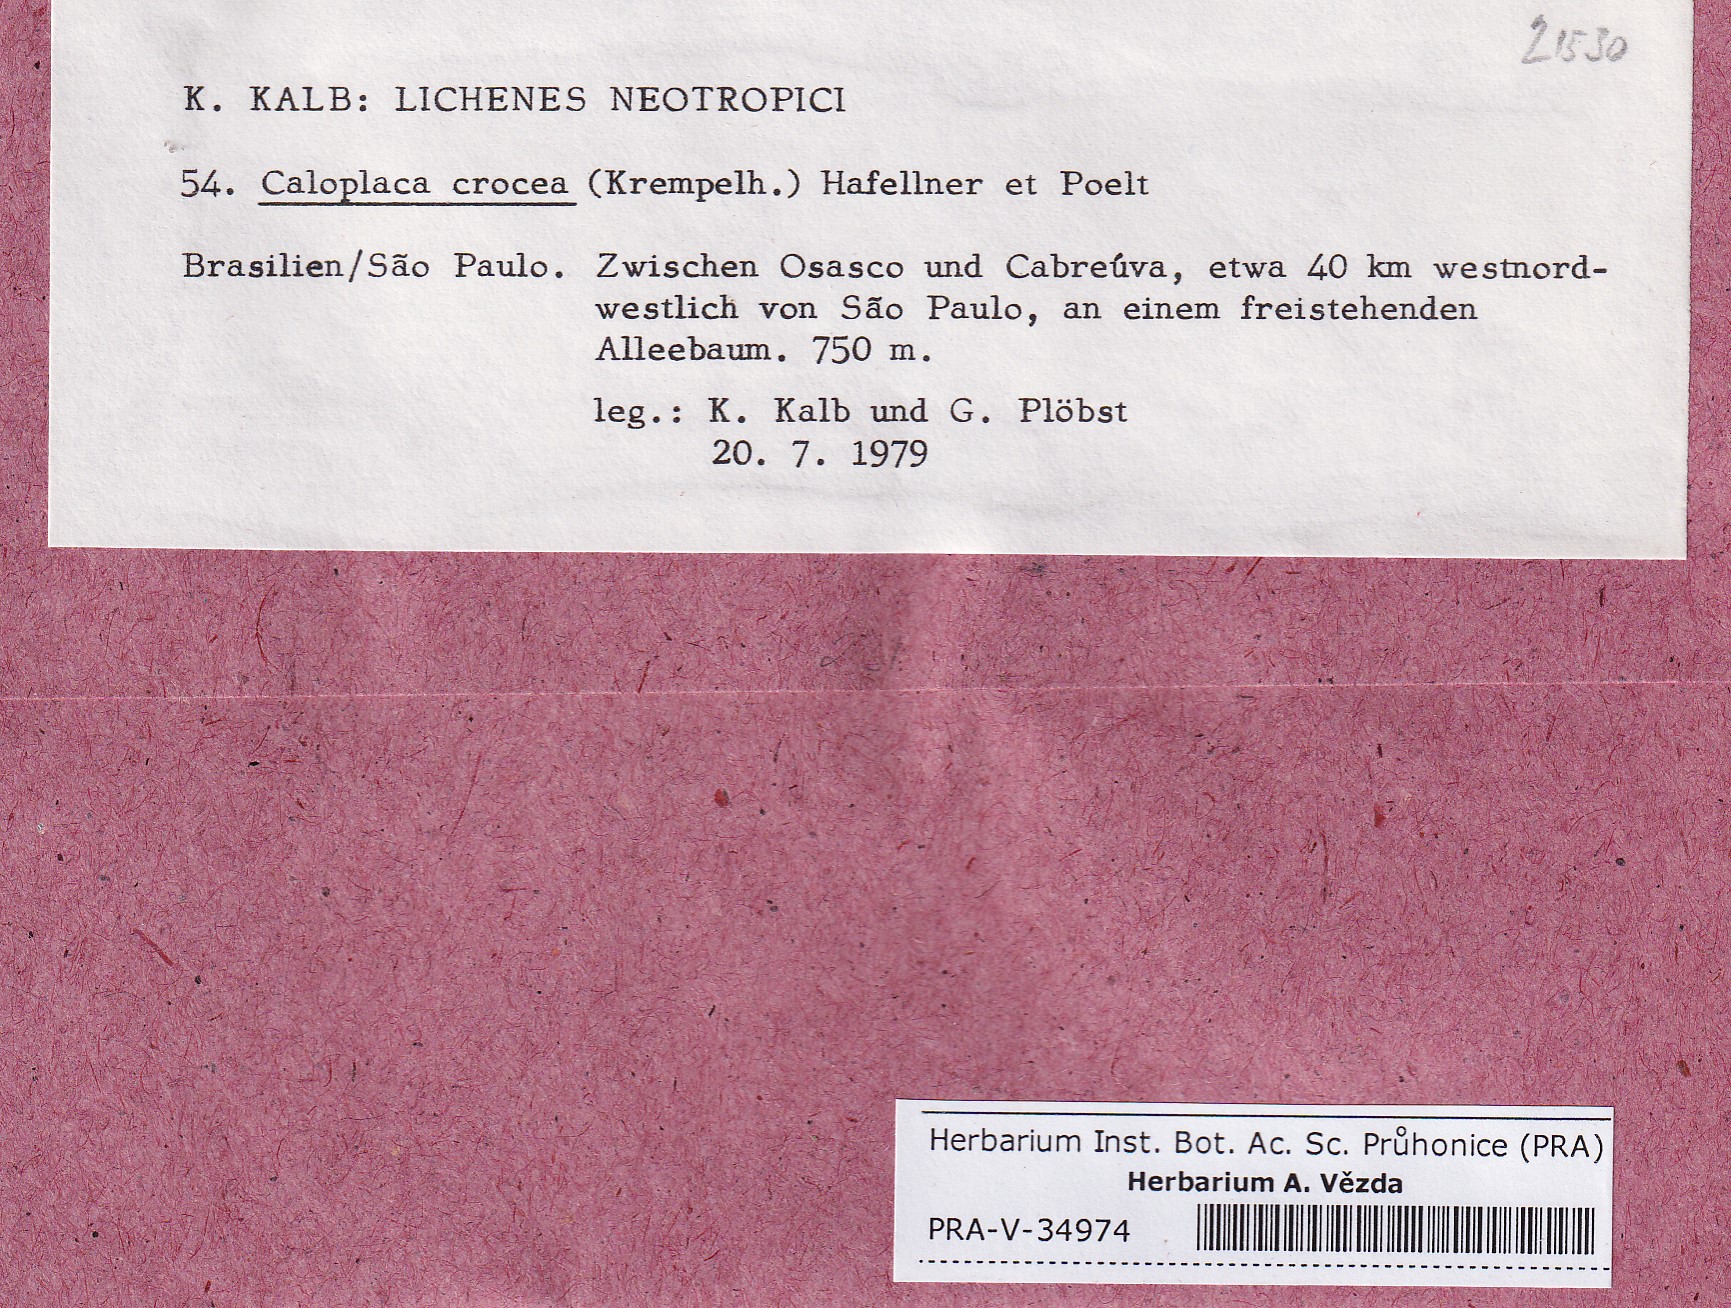 21530
K. KALB: LICHENES NEOTROPICI
54. Caloplaca crocea (Krempelh.) Hafellner et Poelt
Brasilien/São Paulo. Zwischen Osasco und Cabreúva, etwa 40 km westnord-
westlich von São Paulo, an einem freistehenden
Alleebaum. 750 m.
leg.: K. Kalb und G. Plöbst
20. 7. 1979
Herbarium Inst. Bot. Ac. Sc. Průhonice (PRA)
Herbarium A. Vězda
PRA-V-34974